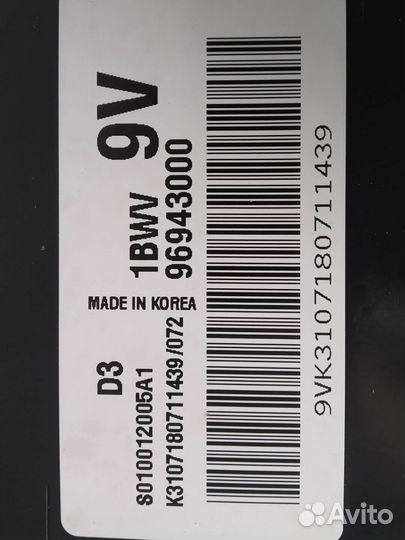 9V
1BWV
96943000
MADE IN KOREA
D3
S010012005A1
K3107180711439/072
9VK3107180711439
Avito